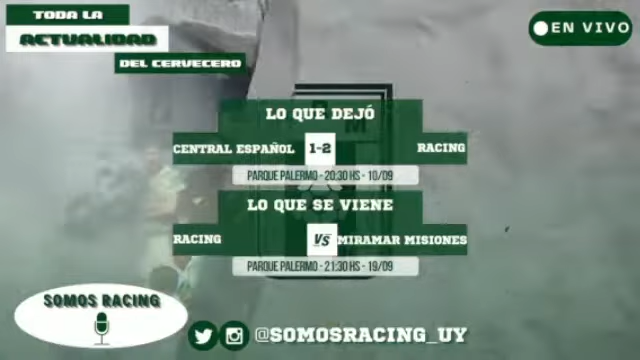 TODA LA
ACTUALIDAD
DEL CERVECERO
EN VIVO
LO QUE DEJÓ
CENTRAL ESPAÑOL 1-2 RACING
PARQUE PALERMO - 20:30 HS - 10/09
LO QUE SE VIENE
RACING VS MIRAMAR MISIONES
PARQUE PALERMO - 21:30 HS - 19/09
SOMOS RACING
@SOMOSRACING_UY